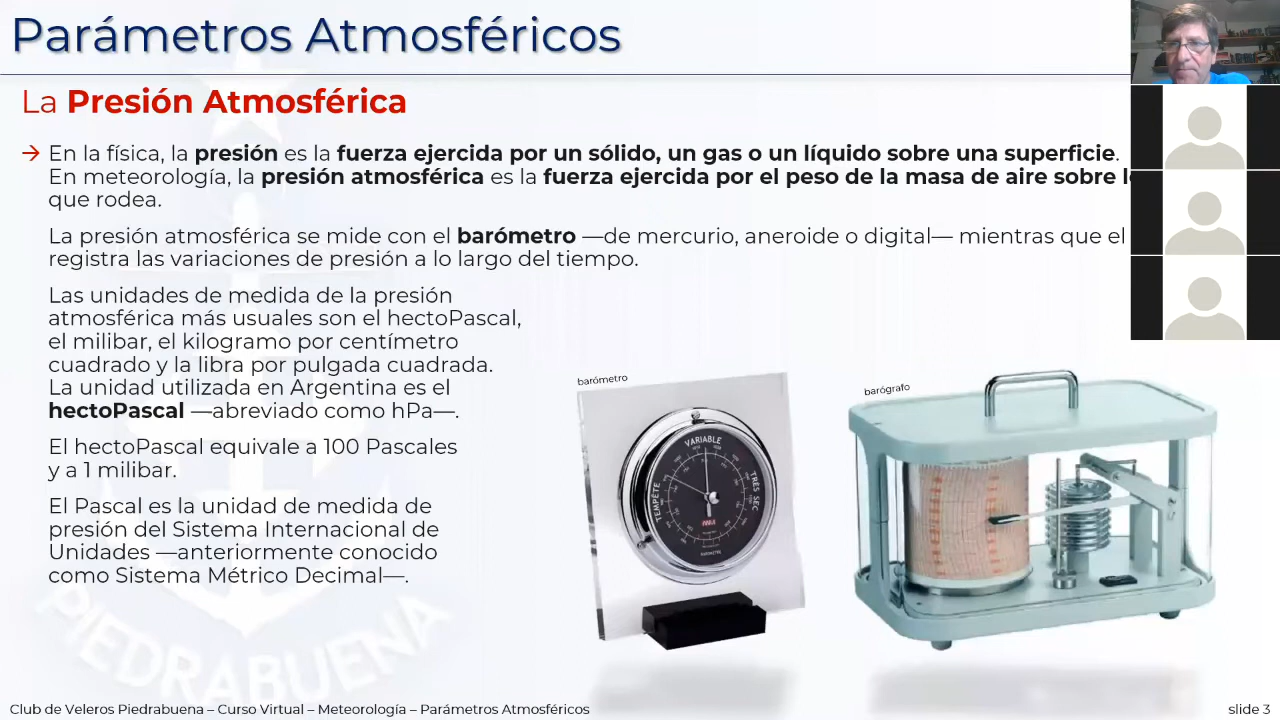 Parámetros Atmosféricos
La Presión Atmosférica
→ En la física, la presión es la fuerza ejercida por un sólido, un gas o un líquido sobre una superficie.
En meteorología, la presión atmosférica es la fuerza ejercida por el peso de la masa de aire sobre
que rodea.
La presión atmosférica se mide con el barómetro —de mercurio, aneroide o digital— mientras que el
registra las variaciones de presión a lo largo del tiempo.
Las unidades de medida de la presión
atmosférica más usuales son el hectoPascal,
el milibar, el kilogramo por centímetro
cuadrado y la libra por pulgada cuadrada.
La unidad utilizada en Argentina es el
hectoPascal —abreviado como hPa—.
El hectoPascal equivale a 100 Pascales
y a 1 milibar.
El Pascal es la unidad de medida de
presión del Sistema Internacional de
Unidades —anteriormente conocido
como Sistema Métrico Decimal—.
barómetro
VARIABLE
TEMPÊTE
TRÈS SEC
barógrafo
PIEDRABUENA
Club de Veleros Piedrabuena – Curso Virtual – Meteorología – Parámetros Atmosféricos
slide 3